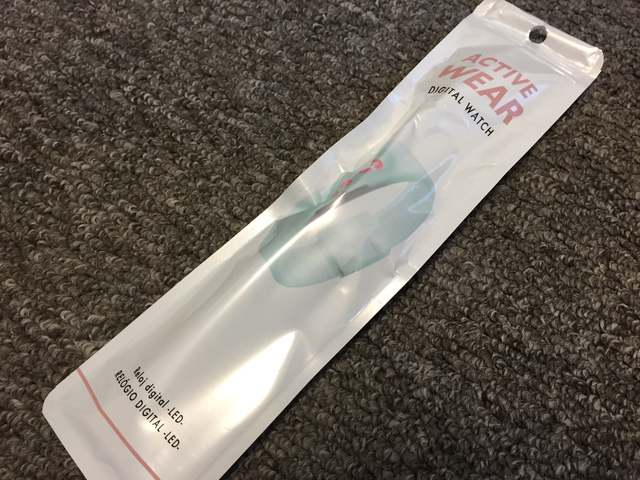 ACTIVE
WEAR
DIGITAL WATCH
Reloj digital -LED.
RELÓGIO DIGITAL -LED-